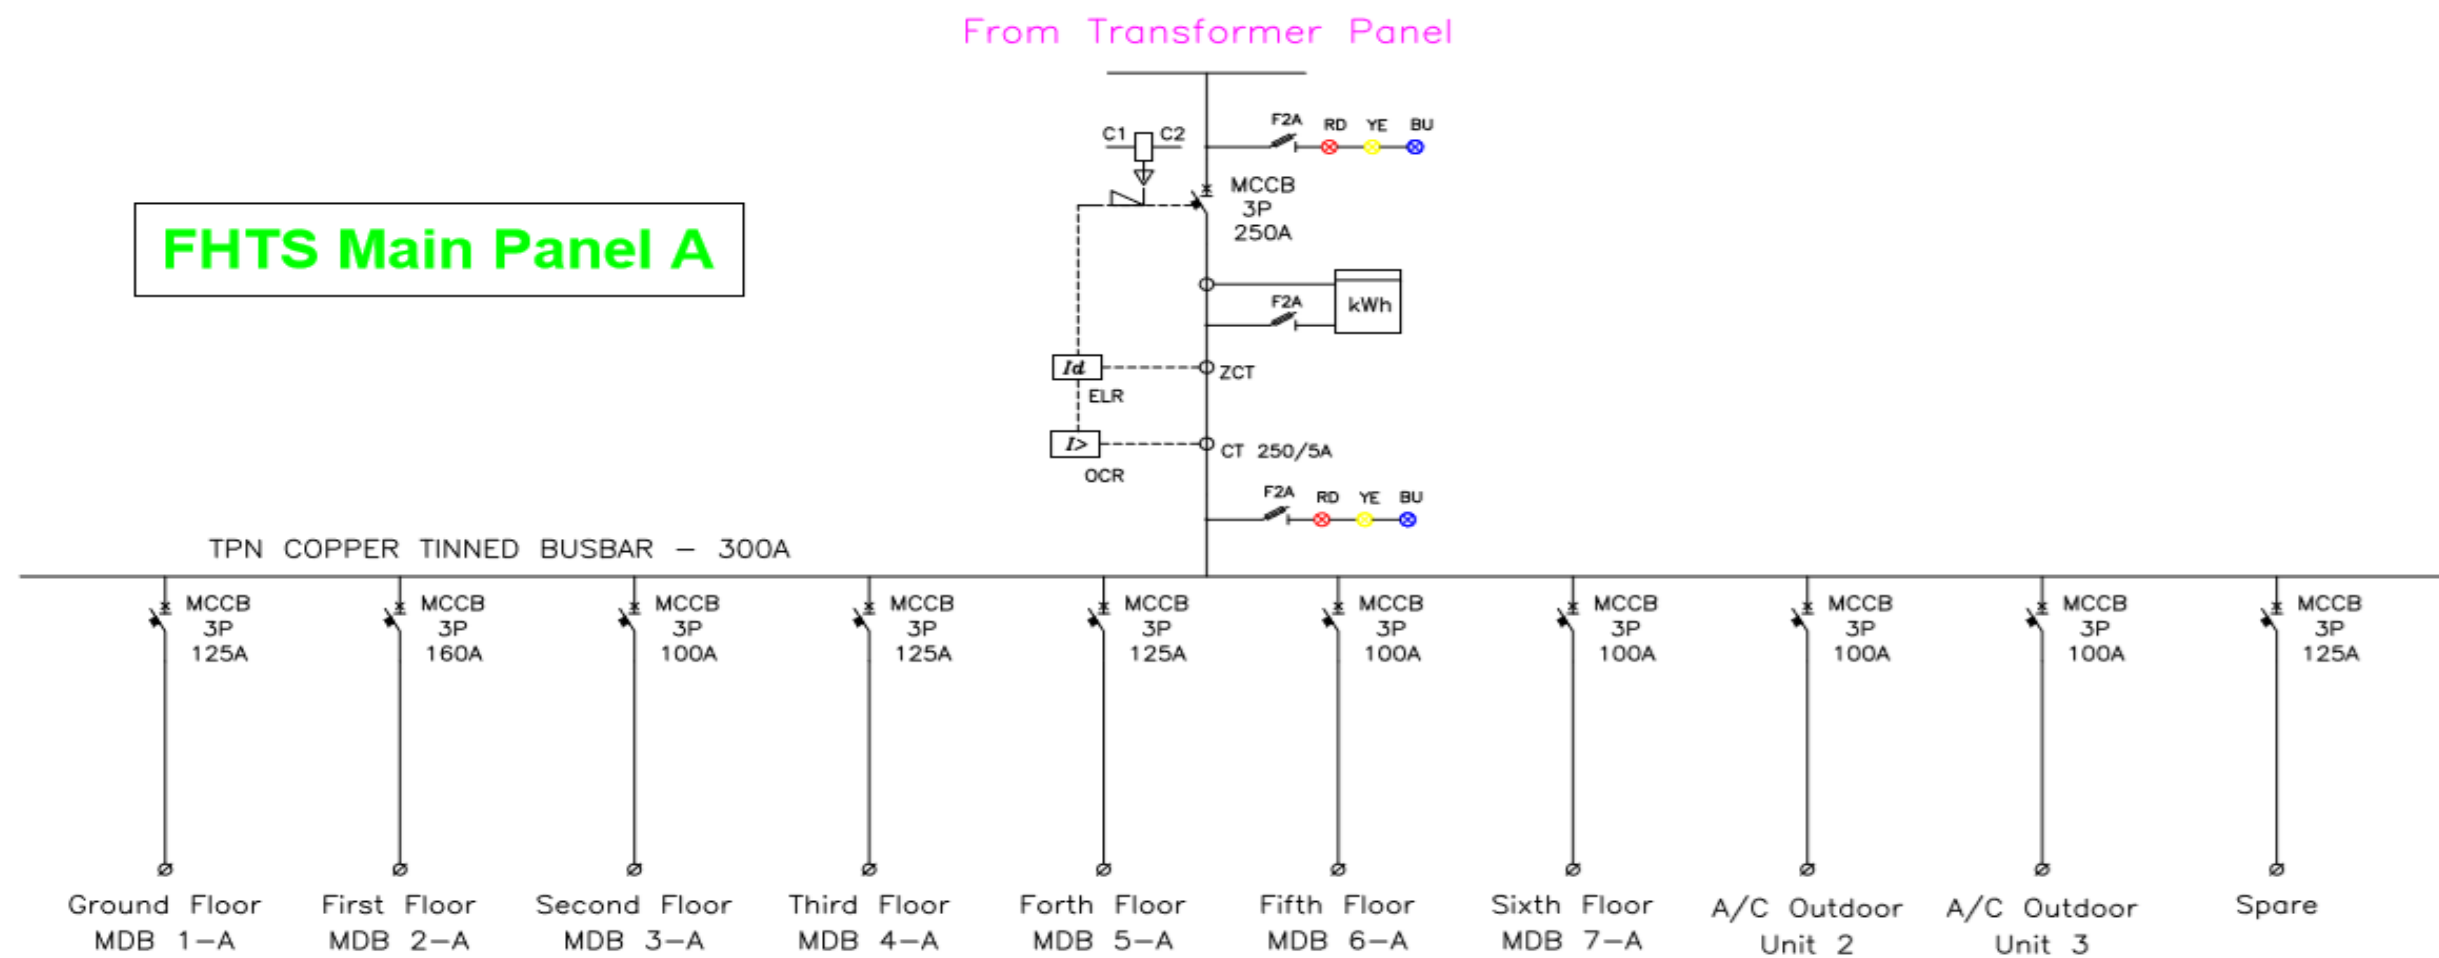 From Transformer Panel
C1 C2
F2A RD YE BU
MCCB
3P
250A
FHTS Main Panel A
F2A
kWh
Id
ELR
ZCT
I>
OCR
CT 250/5A
F2A RD YE BU
TPN COPPER TINNED BUSBAR - 300A
MCCB MCCB MCCB MCCB MCCB MCCB MCCB MCCB MCCB MCCB
3P 3P 3P 3P 3P 3P 3P 3P 3P 3P
125A 160A 100A 125A 125A 100A 100A 100A 100A 125A
Ground Floor First Floor Second Floor Third Floor Forth Floor Fifth Floor Sixth Floor A/C Outdoor A/C Outdoor Spare
MDB 1-A MDB 2-A MDB 3-A MDB 4-A MDB 5-A MDB 6-A MDB 7-A Unit 2 Unit 3